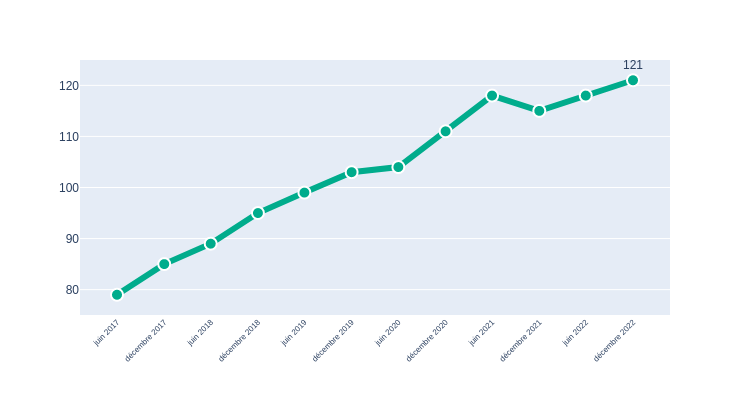 121
120
110
100
90
80
juin 2017
décembre 2017
juin 2018
décembre 2018
juin 2019
décembre 2019
juin 2020
décembre 2020
juin 2021
décembre 2021
juin 2022
décembre 2022